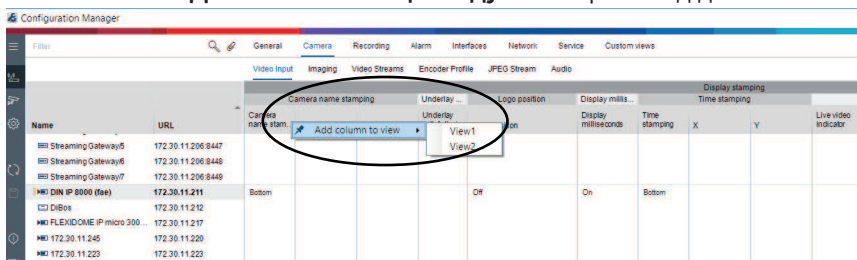 Configuration Manager
Filter
General Camera Recording Alarm Interfaces Network Service Custom views
Video Input Imaging Video Streams Encoder Profile JPEG Stream Audio
Display stamping
Camera name stamping Underlay ... Logo position Display millis... Time stamping
Name URL Camera name stam... Underlay Display milliseconds Time stamping X Y Live video indicator
Add column to view View1
View2
Streaming Gateway/5 172.30.11.206:8447
Streaming Gateway/6 172.30.11.206:8448
Streaming Gateway/7 172.30.11.206:8449
DIN IP 8000 (fae) 172.30.11.211 Bottom Off On Bottom
DiBos 172.30.11.212
FLEXIDOME IP micro 300... 172.30.11.217
172.30.11.245 172.30.11.220
172.30.11.223 172.30.11.223